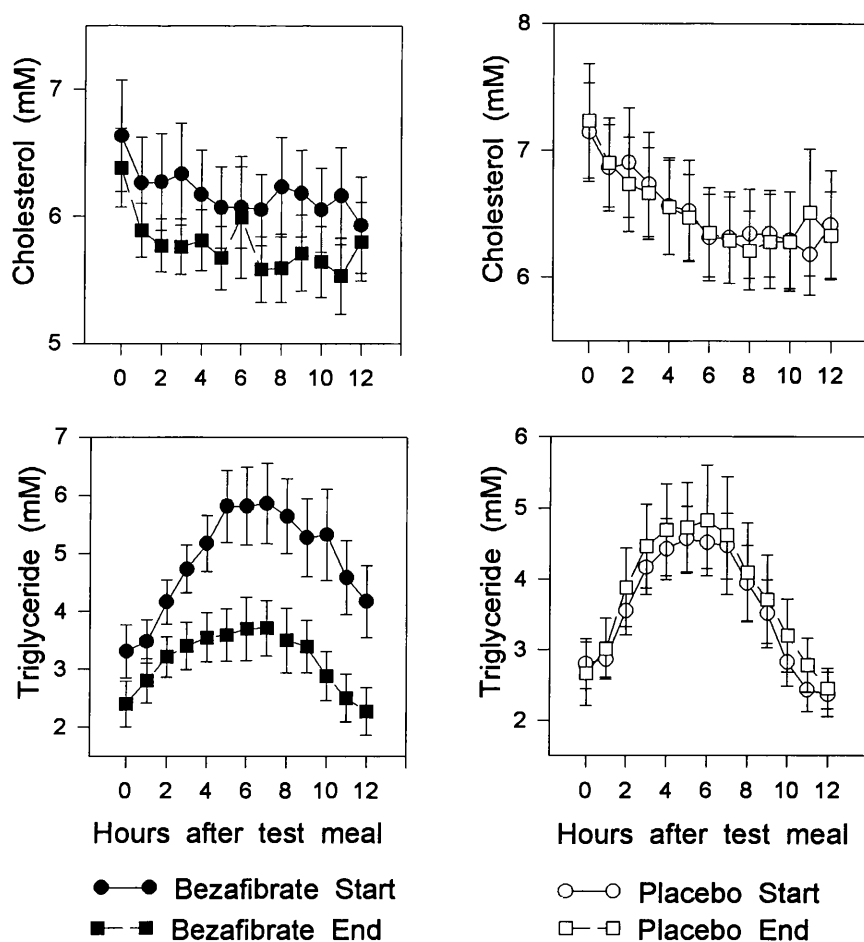 Cholesterol (mM)
7
6
5
0 2 4 6 8 10 12
Cholesterol (mM)
8
7
6
0 2 4 6 8 10 12
Triglyceride (mM)
7
6
5
4
3
2
0 2 4 6 8 10 12
Hours after test meal
Triglyceride (mM)
6
5
4
3
2
0 2 4 6 8 10 12
Hours after test meal
Bezafibrate Start
Bezafibrate End
Placebo Start
Placebo End